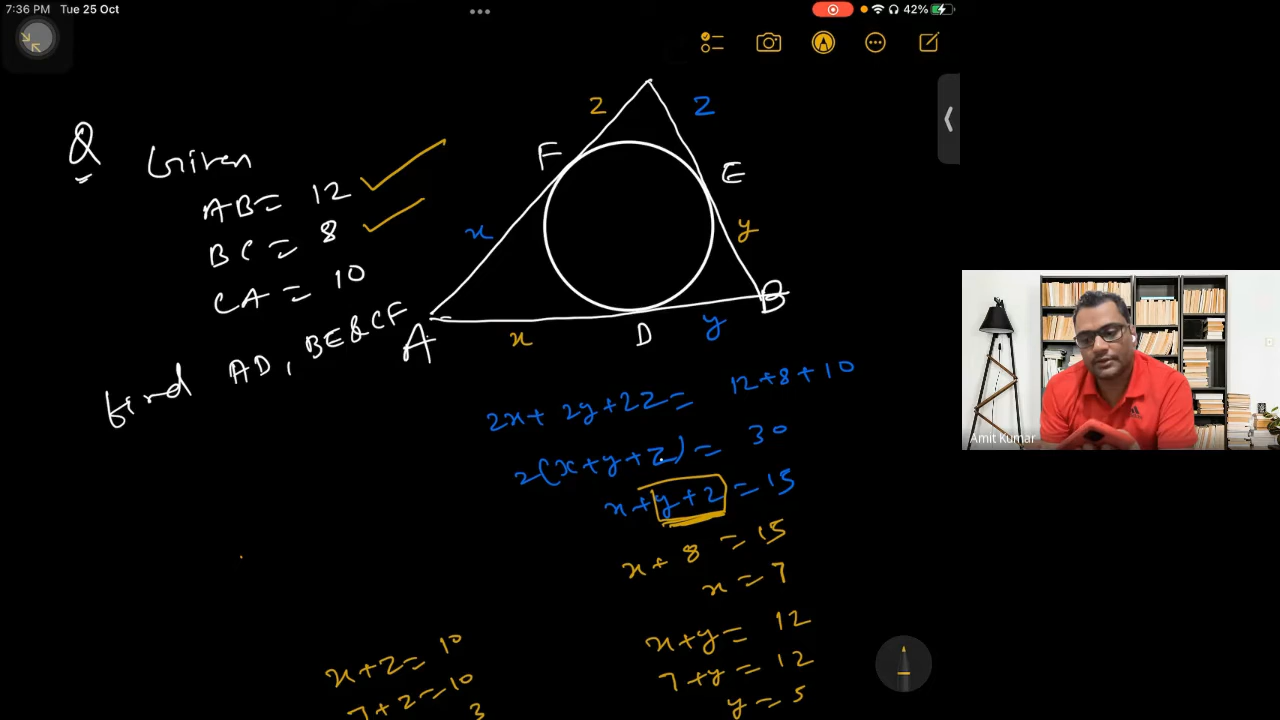 7:36 PM Tue 25 Oct
42%
Q Given
AB = 12
BC = 8
CA = 10
find AD, BE & CF
z z
F
E
x
y
A
B
x
D
y
2x + 2y + 2z = 12 + 8 + 10
2(x + y + z) = 30
x + y + z = 15
x + 8 = 15
x = 7
x + y = 12
7 + y = 12
y = 5
x + z = 10
7 + z = 10
3
Amit Kumar